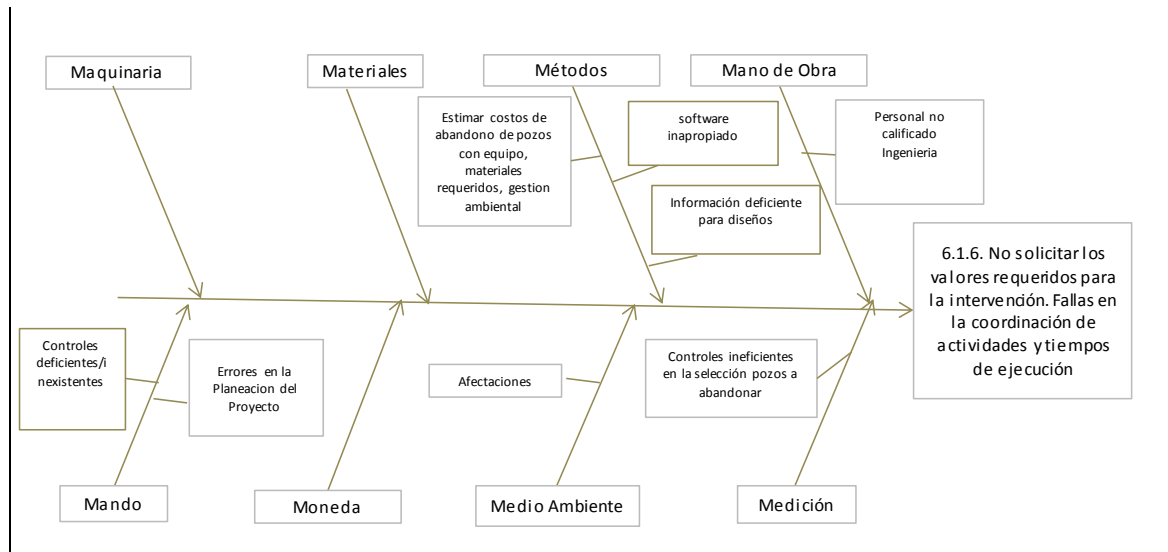 Maquinaria
Materiales
Métodos
Mano de Obra
Estimar costos de
abandono de pozos
con equipo,
materiales
requeridos, gestion
ambiental
software
inapropiado
Personal no
calificado
Ingenieria
Información deficiente
para diseños
6.1.6. No solicitar los
valores requeridos para
la intervención. Fallas en
la coordinación de
actividades y tiempos
de ejecución
Controles
deficientes/i
nexistentes
Errores en la
Planeacion del
Proyecto
Afectaciones
Controles ineficientes
en la selección pozos a
abandonar
Mando
Moneda
Medio Ambiente
Medición